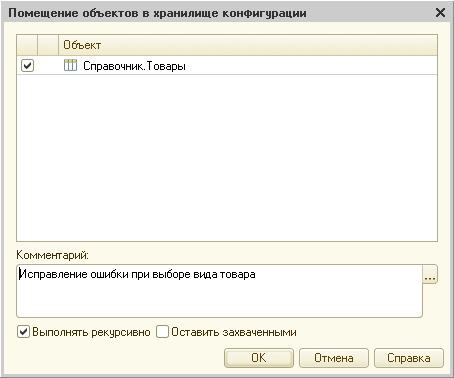 Помещение объектов в хранилище конфигурации
Объект
Справочник.Товары
Комментарий:
Исправление ошибки при выборе вида товара
...
Выполнять рекурсивно Оставить захваченными
OK Отмена Справка